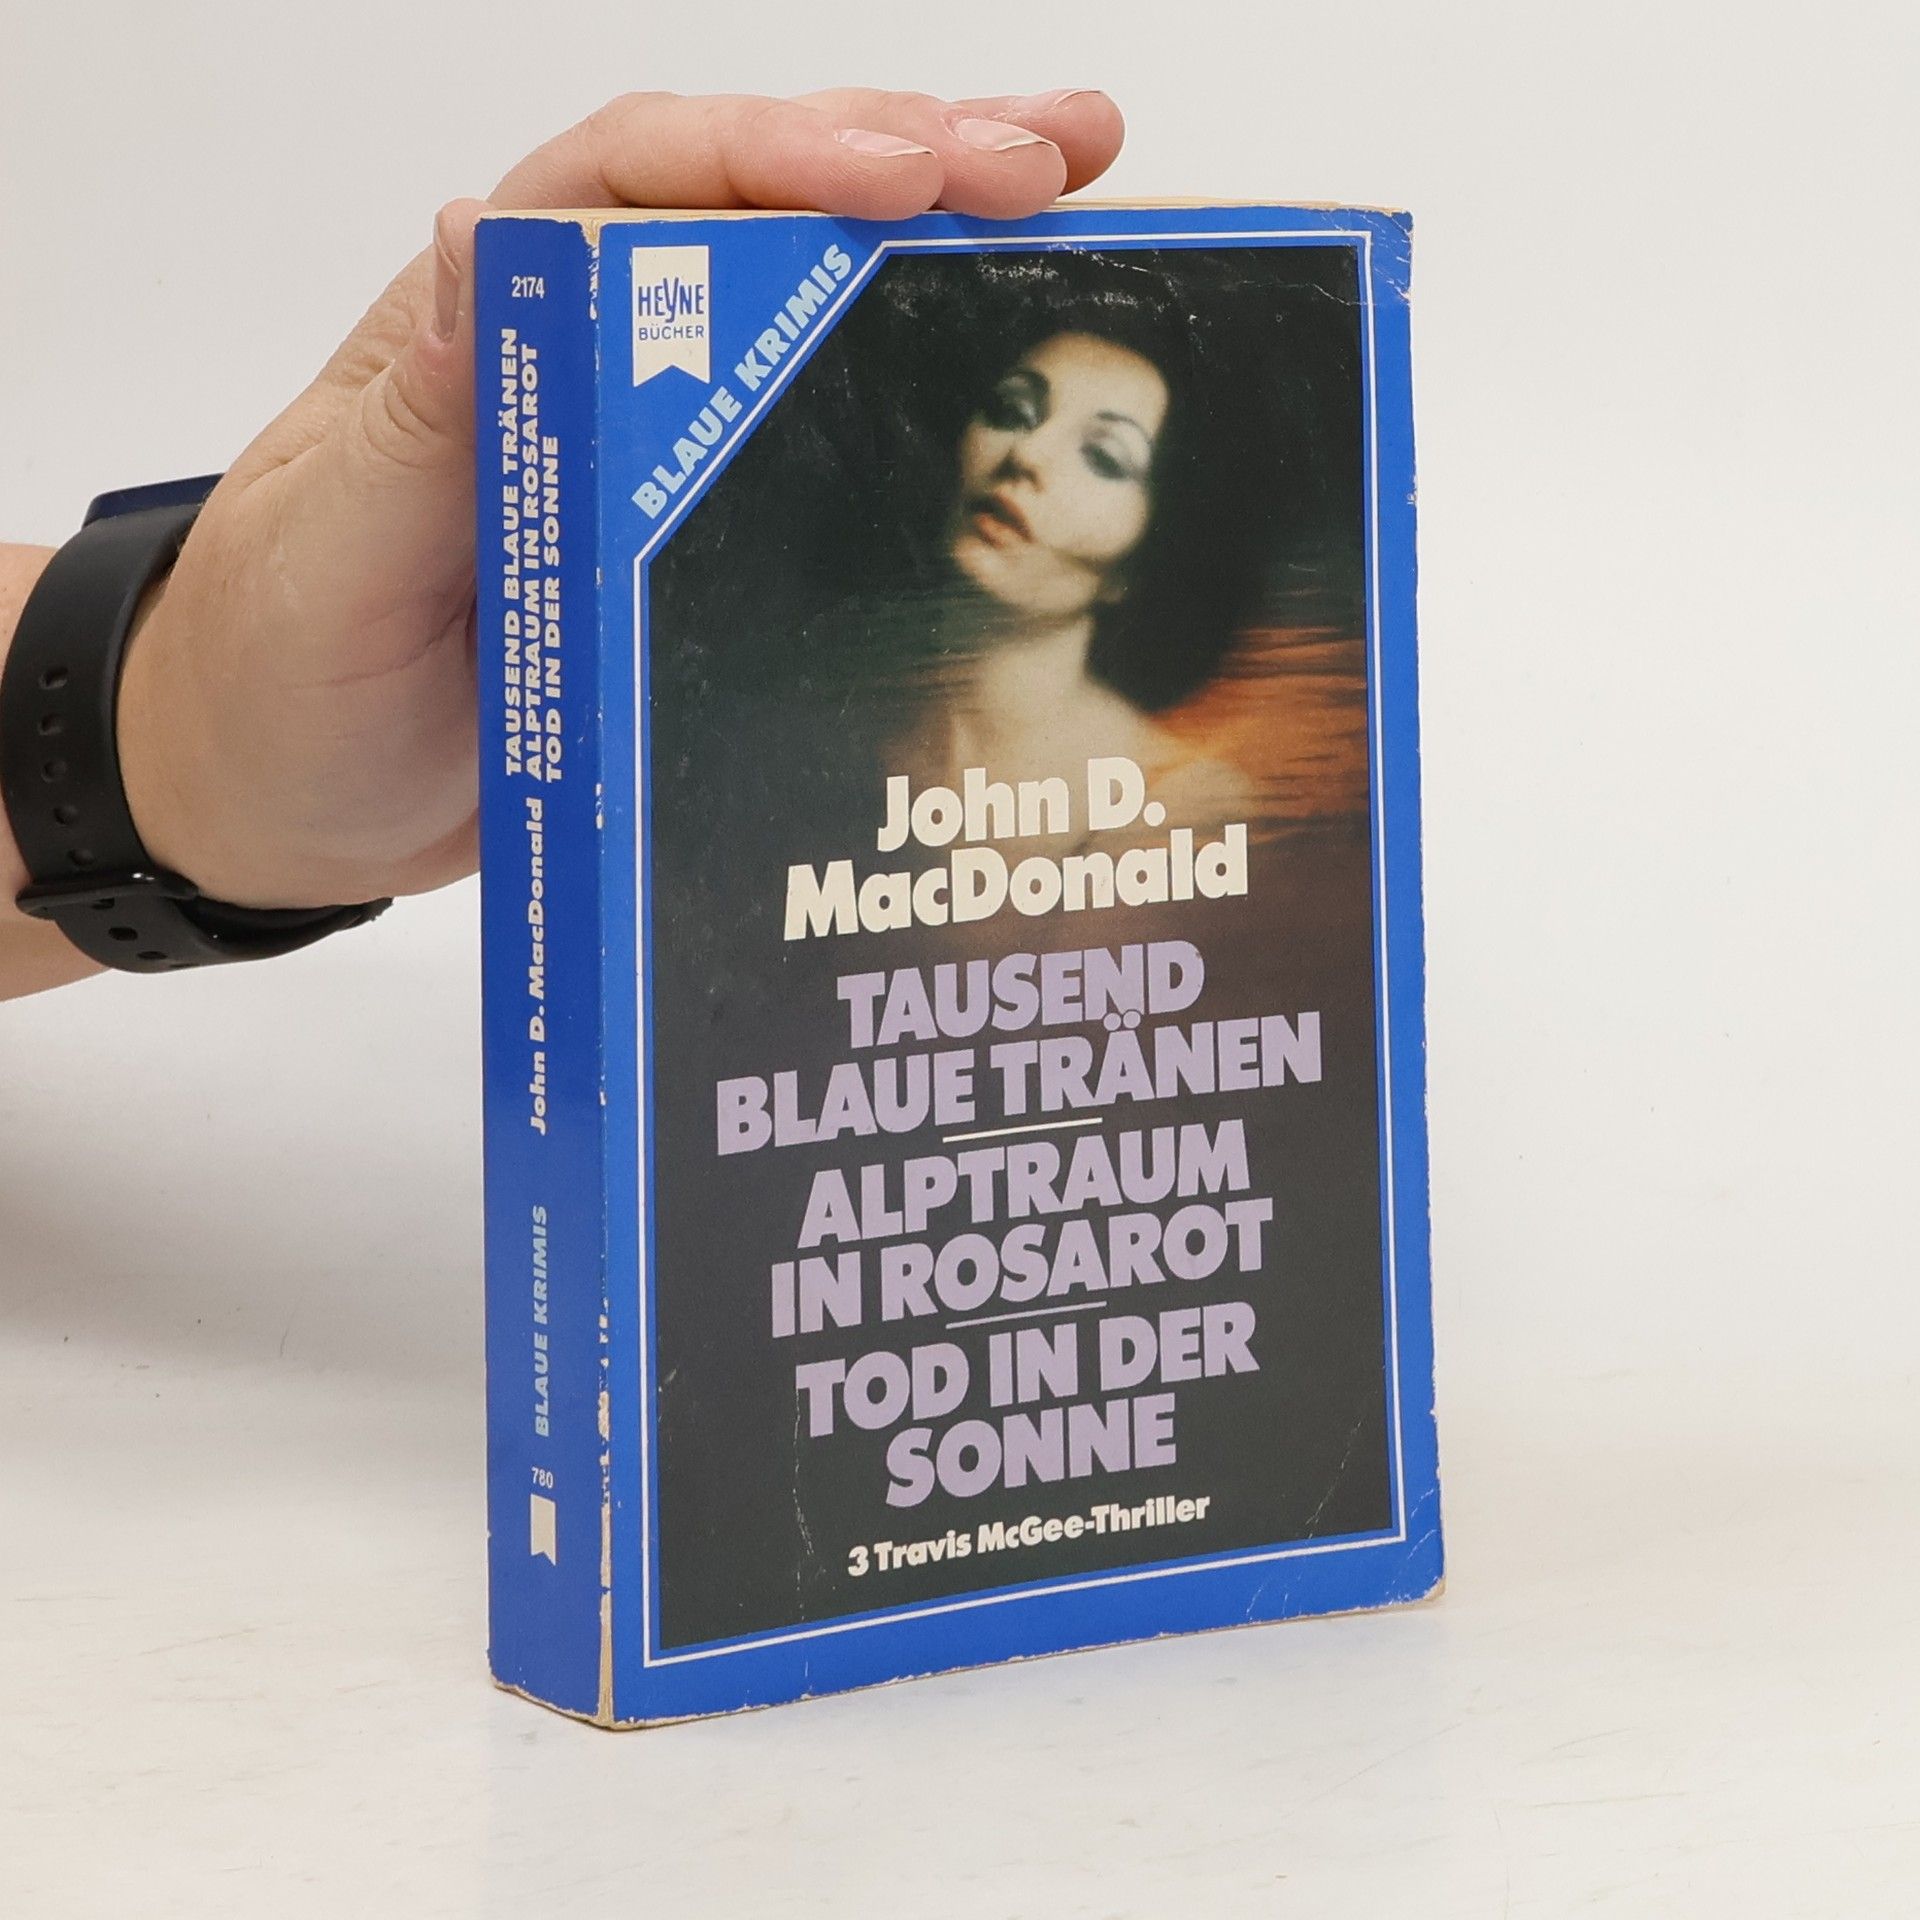 2174
TAUSEND BLAUE TRÄNEN
ALPTRAUM IN ROSAROT
TOD IN DER SONNE
John D. MacDonald
BLAUE KRIMIS
780
HEYNE
BÜCHER
BLAUE KRIMIS
John D.
MacDonald
TAUSEND
BLAUE TRÄNEN
ALPTRAUM
IN ROSAROT
TOD IN DER
SONNE
3 Travis McGee-Thriller